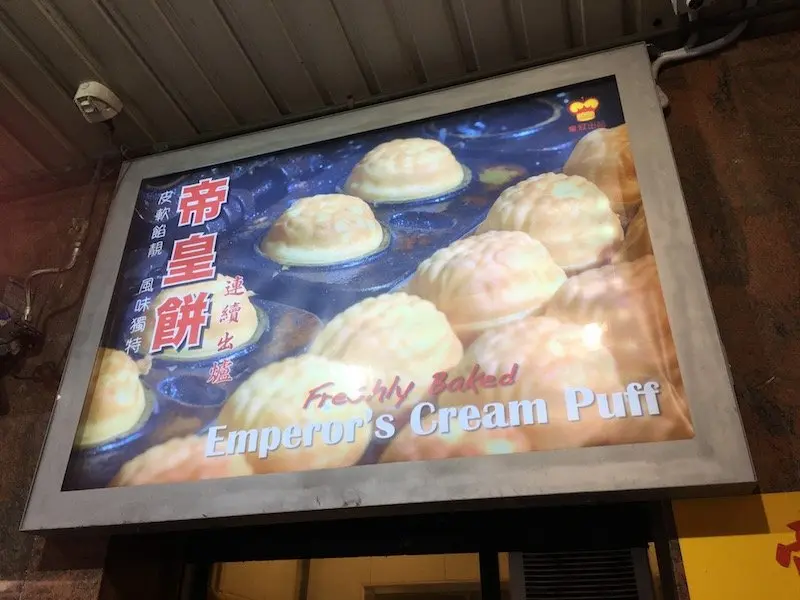 皮軟餡靚 風味獨特
帝皇餅
連續出爐
Freshly Baked
Emperor's Cream Puff